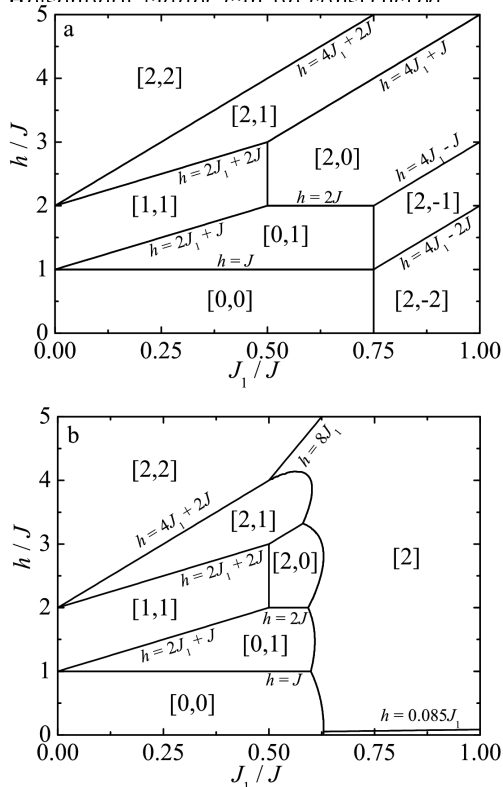 5 a
h = 4J₁ + 2J
h = 4J₁ + J
[2,2]
4
[2,1]
3
h = 2J₁ + 2J
[2,0]
h = 4J₁ - J
h / J
2
[1,1]
h = 2J
[2,-1]
h = 2J₁ + J
[0,1]
h = 4J₁ - 2J
1
h = J
[0,0]
[2,-2]
0
0.00 0.25 0.50 0.75 1.00
J₁ / J
5 b
h = 8J₁
[2,2]
4
h = 4J₁ + 2J
[2,1]
3
[2,0]
[2]
h = 2J₁ + 2J
h / J
2
[1,1]
h = 2J
h = 2J₁ + J
[0,1]
1
h = J
[0,0]
h = 0.085J₁
0
0.00 0.25 0.50 0.75 1.00
J₁ / J